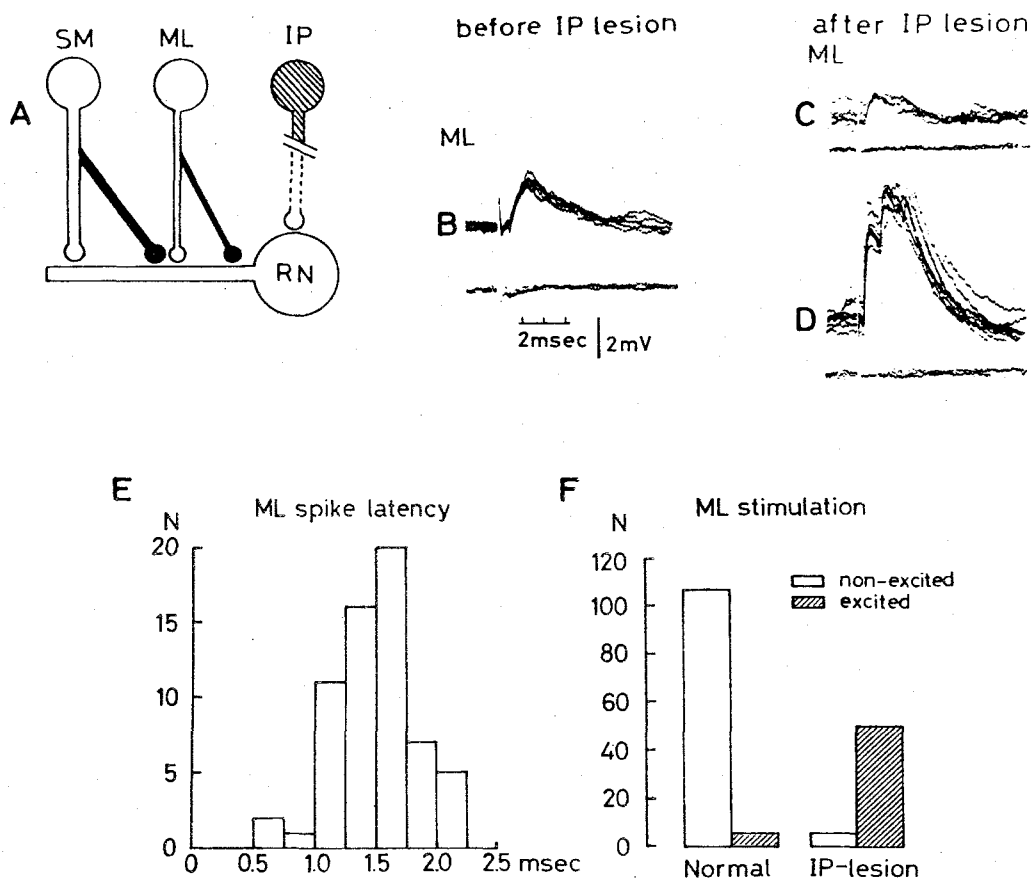 before IP lesion
after IP lesion
SM ML IP
A
RN
ML
B
2msec 2mV
ML
C
D
E
ML spike latency
N
20
15
10
5
0
0 0.5 1.0 1.5 2.0 2.5 msec
F
ML stimulation
N
120
100
80
60
40
20
0
non-excited
excited
Normal IP-lesion